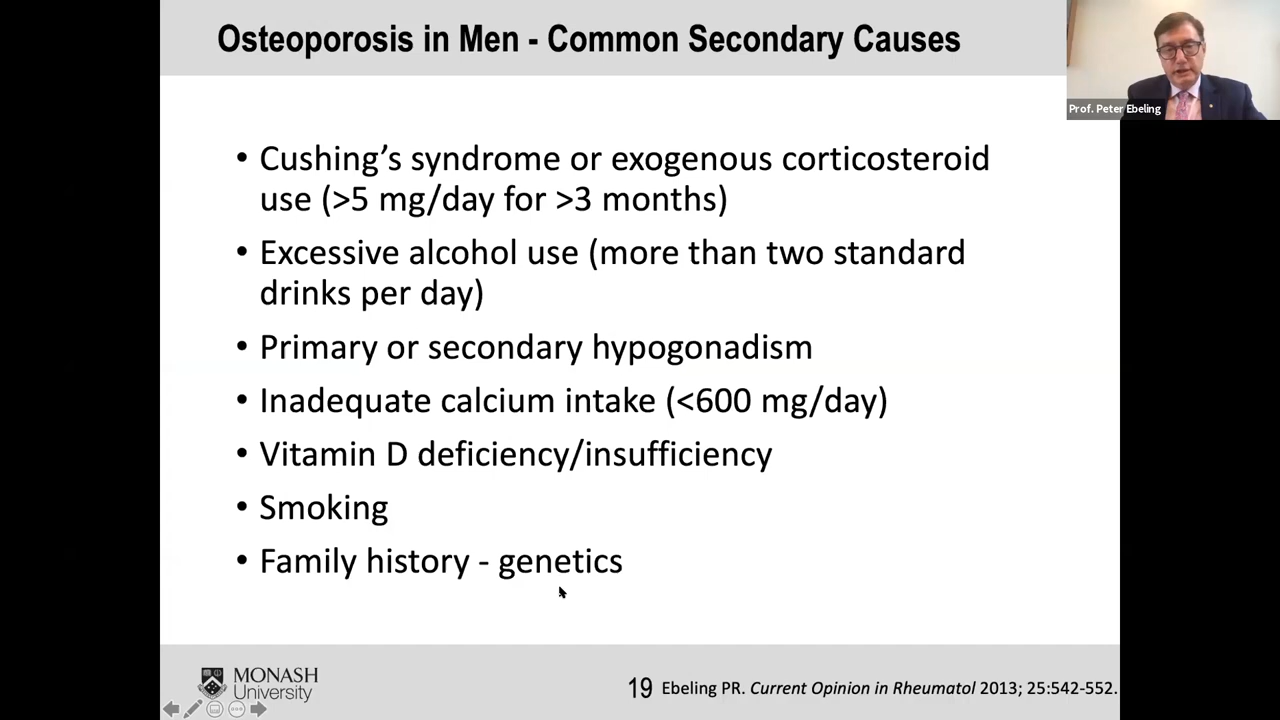 Osteoporosis in Men - Common Secondary Causes
Prof. Peter Ebeling
• Cushing’s syndrome or exogenous corticosteroid
use (>5 mg/day for >3 months)
• Excessive alcohol use (more than two standard
drinks per day)
• Primary or secondary hypogonadism
• Inadequate calcium intake (<600 mg/day)
• Vitamin D deficiency/insufficiency
• Smoking
• Family history - genetics
MONASH
University
19 Ebeling PR. Current Opinion in Rheumatol 2013; 25:542-552.